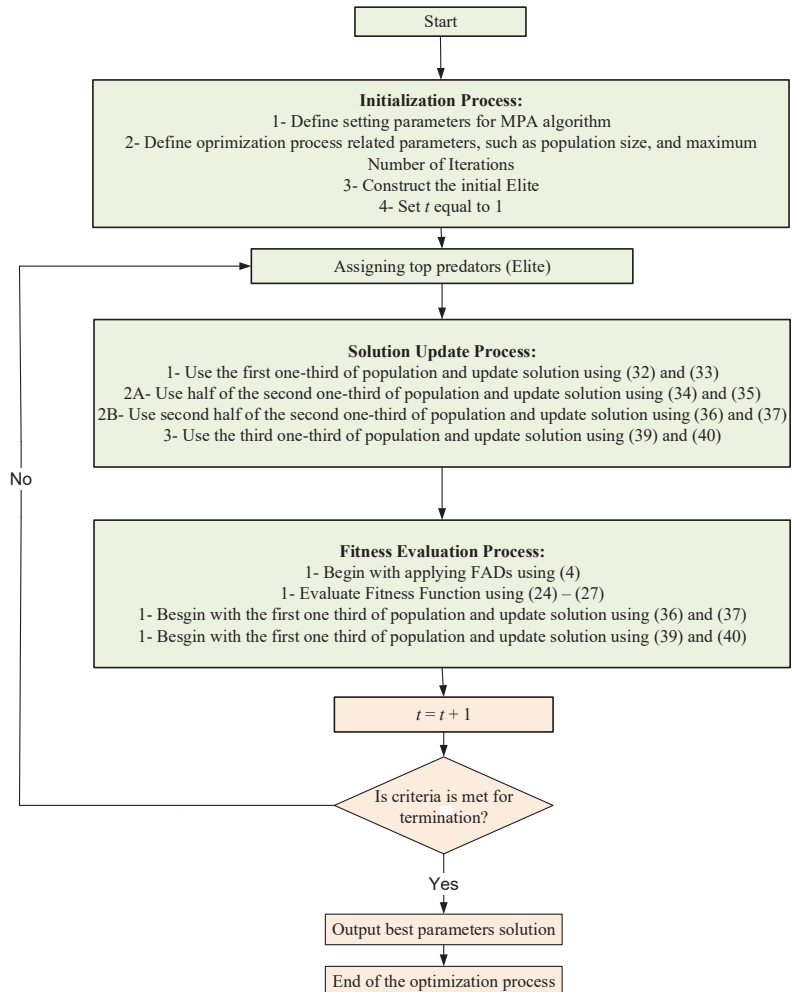 Start
Initialization Process:
1- Define setting parameters for MPA algorithm
2- Define oprimization process related parameters, such as population size, and maximum
Number of Iterations
3- Construct the initial Elite
4- Set t equal to 1
Assigning top predators (Elite)
Solution Update Process:
1- Use the first one-third of population and update solution using (32) and (33)
2A- Use half of the second one-third of population and update solution using (34) and (35)
2B- Use second half of the second one-third of population and update solution using (36) and (37)
3- Use the third one-third of population and update solution using (39) and (40)
No
Fitness Evaluation Process:
1- Begin with applying FADs using (4)
1- Evaluate Fitness Function using (24) – (27)
1- Besgin with the first one third of population and update solution using (36) and (37)
1- Besgin with the first one third of population and update solution using (39) and (40)
t = t + 1
Is criteria is met for
termination?
Yes
Output best parameters solution
End of the optimization process